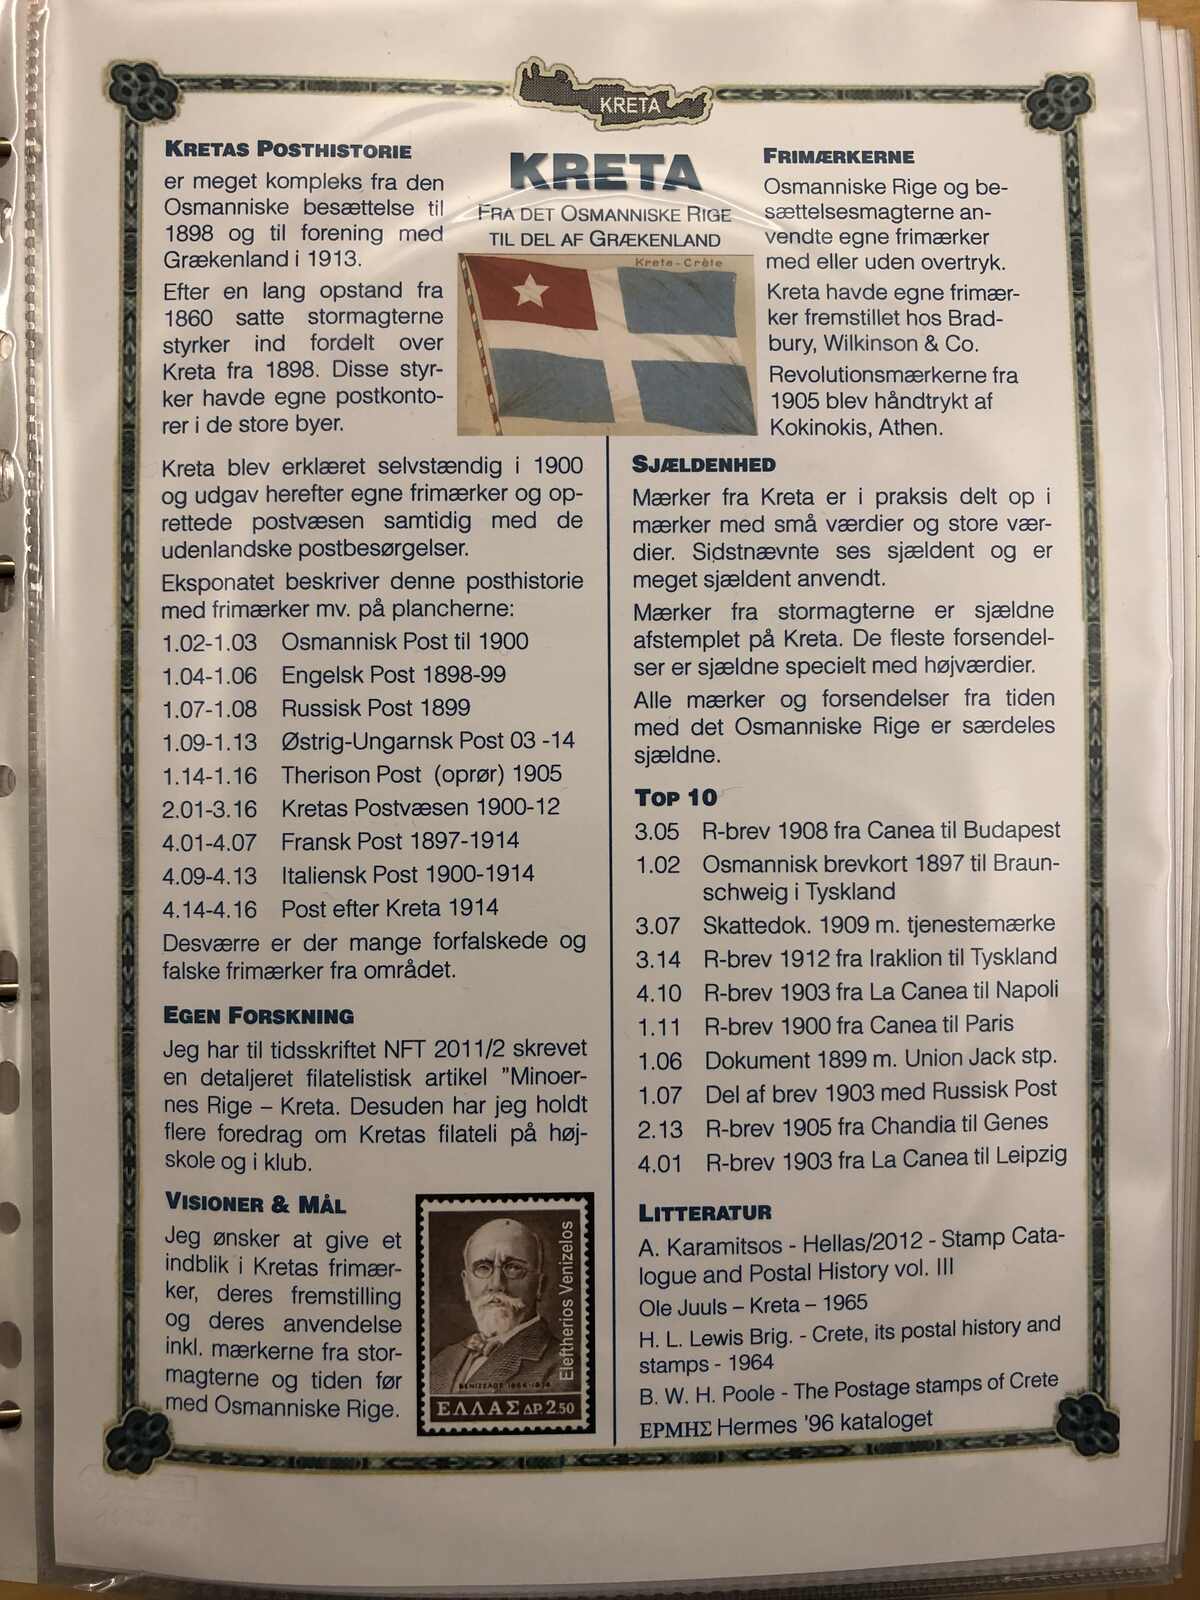 KRETA
KRETAS POSTHISTORIE
er meget kompleks fra den
Osmanniske besættelse til
1898 og til forening med
Grækenland i 1913.
Efter en lang opstand fra
1860 satte stormagterne
styrker ind fordelt over
Kreta fra 1898. Disse styr-
ker havde egne postkonto-
rer i de store byer.
KRETA
FRA DET OSMANNISKE RIGE
TIL DEL AF GRÆKENLAND
Kreta-Crète
FRIMÆRKERNE
Osmanniske Rige og be-
sættelsesmagterne an-
vendte egne frimærker
med eller uden overtryk.
Kreta havde egne frimær-
ker fremstillet hos Brad-
bury, Wilkinson & Co.
Revolutionsmærkerne fra
1905 blev håndtrykt af
Kokinokis, Athen.
Kreta blev erklæret selvstændig i 1900
og udgav herefter egne frimærker og op-
rettede postvæsen samtidig med de
udenlandske postbesørgelser.
Eksponatet beskriver denne posthistorie
med frimærker mv. på plancherne:
1.02-1.03 Osmannisk Post til 1900
1.04-1.06 Engelsk Post 1898-99
1.07-1.08 Russisk Post 1899
1.09-1.13 Østrig-Ungarnsk Post 03 -14
1.14-1.16 Therison Post (oprør) 1905
2.01-3.16 Kretas Postvæsen 1900-12
4.01-4.07 Fransk Post 1897-1914
4.09-4.13 Italiensk Post 1900-1914
4.14-4.16 Post efter Kreta 1914
Desværre er der mange forfalskede og
falske frimærker fra området.
EGEN FORSKNING
Jeg har til tidsskriftet NFT 2011/2 skrevet
en detaljeret filatelistisk artikel ”Minoer-
nes Rige – Kreta. Desuden har jeg holdt
flere foredrag om Kretas filateli på høj-
skole og i klub.
VISIONER & MÅL
Jeg ønsker at give et
indblik i Kretas frimær-
ker, deres fremstilling
og deres anvendelse
inkl. mærkerne fra stor-
magterne og tiden før
med Osmanniske Rige.
Eleftherios Venizelos
ΒΕΝΙΖΕΛΟΣ 1864-1936
ΕΛΛΑΣ ΔΡ. 2.50
SJÆLDENHED
Mærker fra Kreta er i praksis delt op i
mærker med små værdier og store vær-
dier. Sidstnævnte ses sjældent og er
meget sjældent anvendt.
Mærker fra stormagterne er sjældne
afstemplet på Kreta. De fleste forsendel-
ser er sjældne specielt med højværdier.
Alle mærker og forsendelser fra tiden
med det Osmanniske Rige er særdeles
sjældne.
TOP 10
3.05 R-brev 1908 fra Canea til Budapest
1.02 Osmannisk brevkort 1897 til Braun-
schweig i Tyskland
3.07 Skattedok. 1909 m. tjenestemærke
3.14 R-brev 1912 fra Iraklion til Tyskland
4.10 R-brev 1903 fra La Canea til Napoli
1.11 R-brev 1900 fra Canea til Paris
1.06 Dokument 1899 m. Union Jack stp.
1.07 Del af brev 1903 med Russisk Post
2.13 R-brev 1905 fra Chandia til Genes
4.01 R-brev 1903 fra La Canea til Leipzig
LITTERATUR
A. Karamitsos - Hellas/2012 - Stamp Cata-
logue and Postal History vol. III
Ole Juuls – Kreta – 1965
H. L. Lewis Brig. - Crete, its postal history and
stamps - 1964
B. W. H. Poole - The Postage stamps of Crete
ΕΡΜΗΣ Hermes '96 kataloget